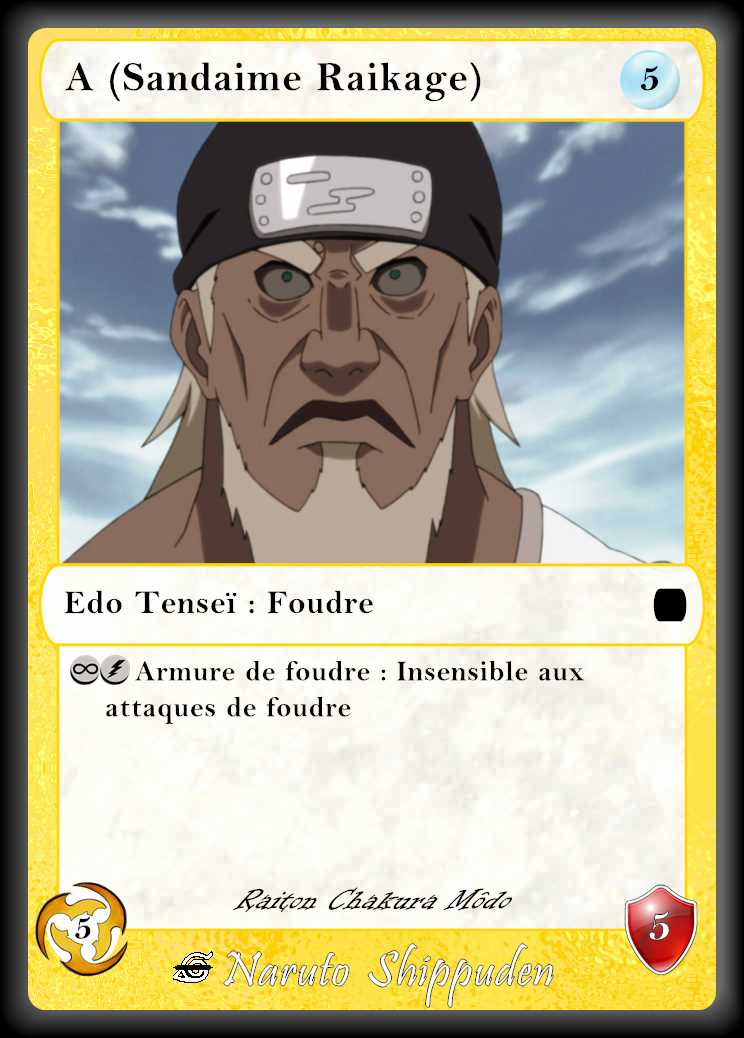 A (Sandaime Raikage)
5
Edo Tenseï : Foudre
Armure de foudre : Insensible aux
attaques de foudre
Raiton Chakura Môdo
5
5
Naruto Shippuden